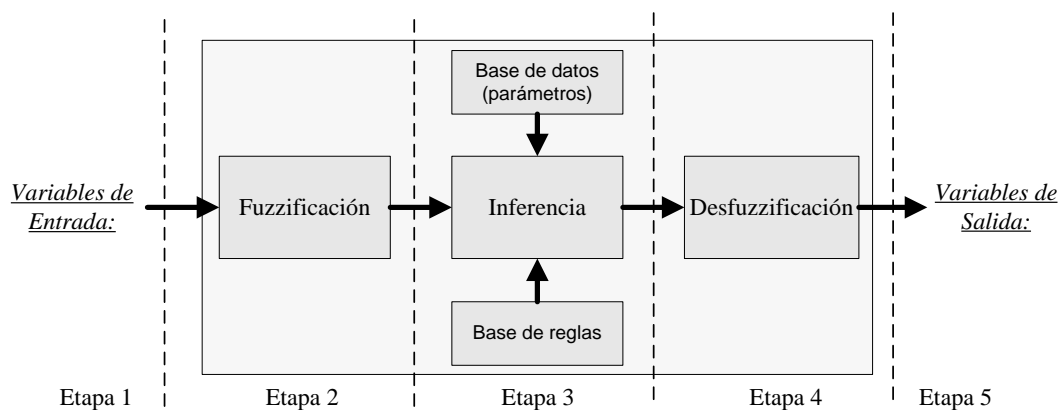 Base de datos
(parámetros)
Variables de
Entrada:
Fuzzificación
Inferencia
Desfuzzificación
Variables de
Salida:
Base de reglas
Etapa 1
Etapa 2
Etapa 3
Etapa 4
Etapa 5